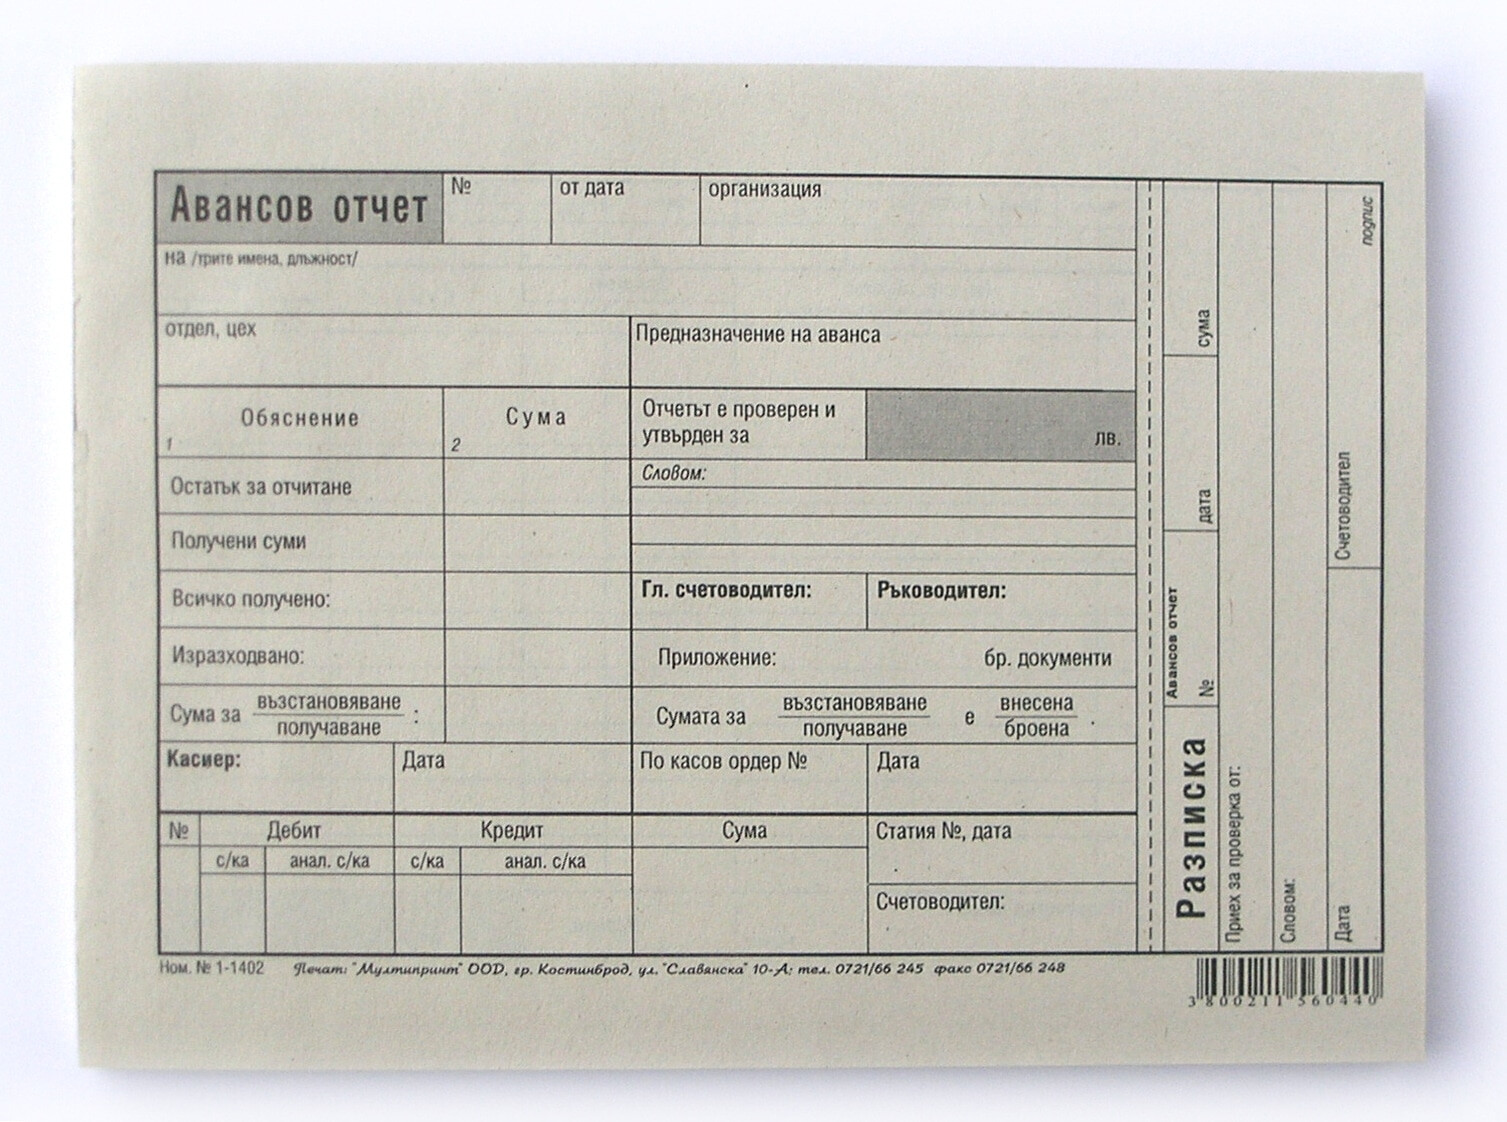 Авансов отчет
№
от дата
организация
на /трите имена, длъжност/
отдел, цех
Предназначение на аванса
Обяснение
1
Сума
2
Отчетът е проверен и
утвърден за
лв.
Словом:
Остатък за отчитане
Получени суми
Всичко получено:
Гл. счетоводител:
Ръководител:
Изразходвано:
Приложение: бр. документи
Сума за възстановяване
получаване :
Сумата за възстановяване е внесена
получаване броена .
Касиер:
Дата
По касов ордер №
Дата
№
Дебит
Кредит
Сума
Статия №, дата
с/ка
анал. с/ка
с/ка
анал. с/ка
Счетоводител:
Ном. № 1-1402 Печат: "Мултипринт" ООД, гр. Костинброд, ул. "Славянска" 10-А; тел. 0721/66 245 факс 0721/66 248
Разписка
Авансов отчет
№
дата
сума
Приех за проверка от:
Словом:
Дата
Счетоводител
подпис
3 800211 560440